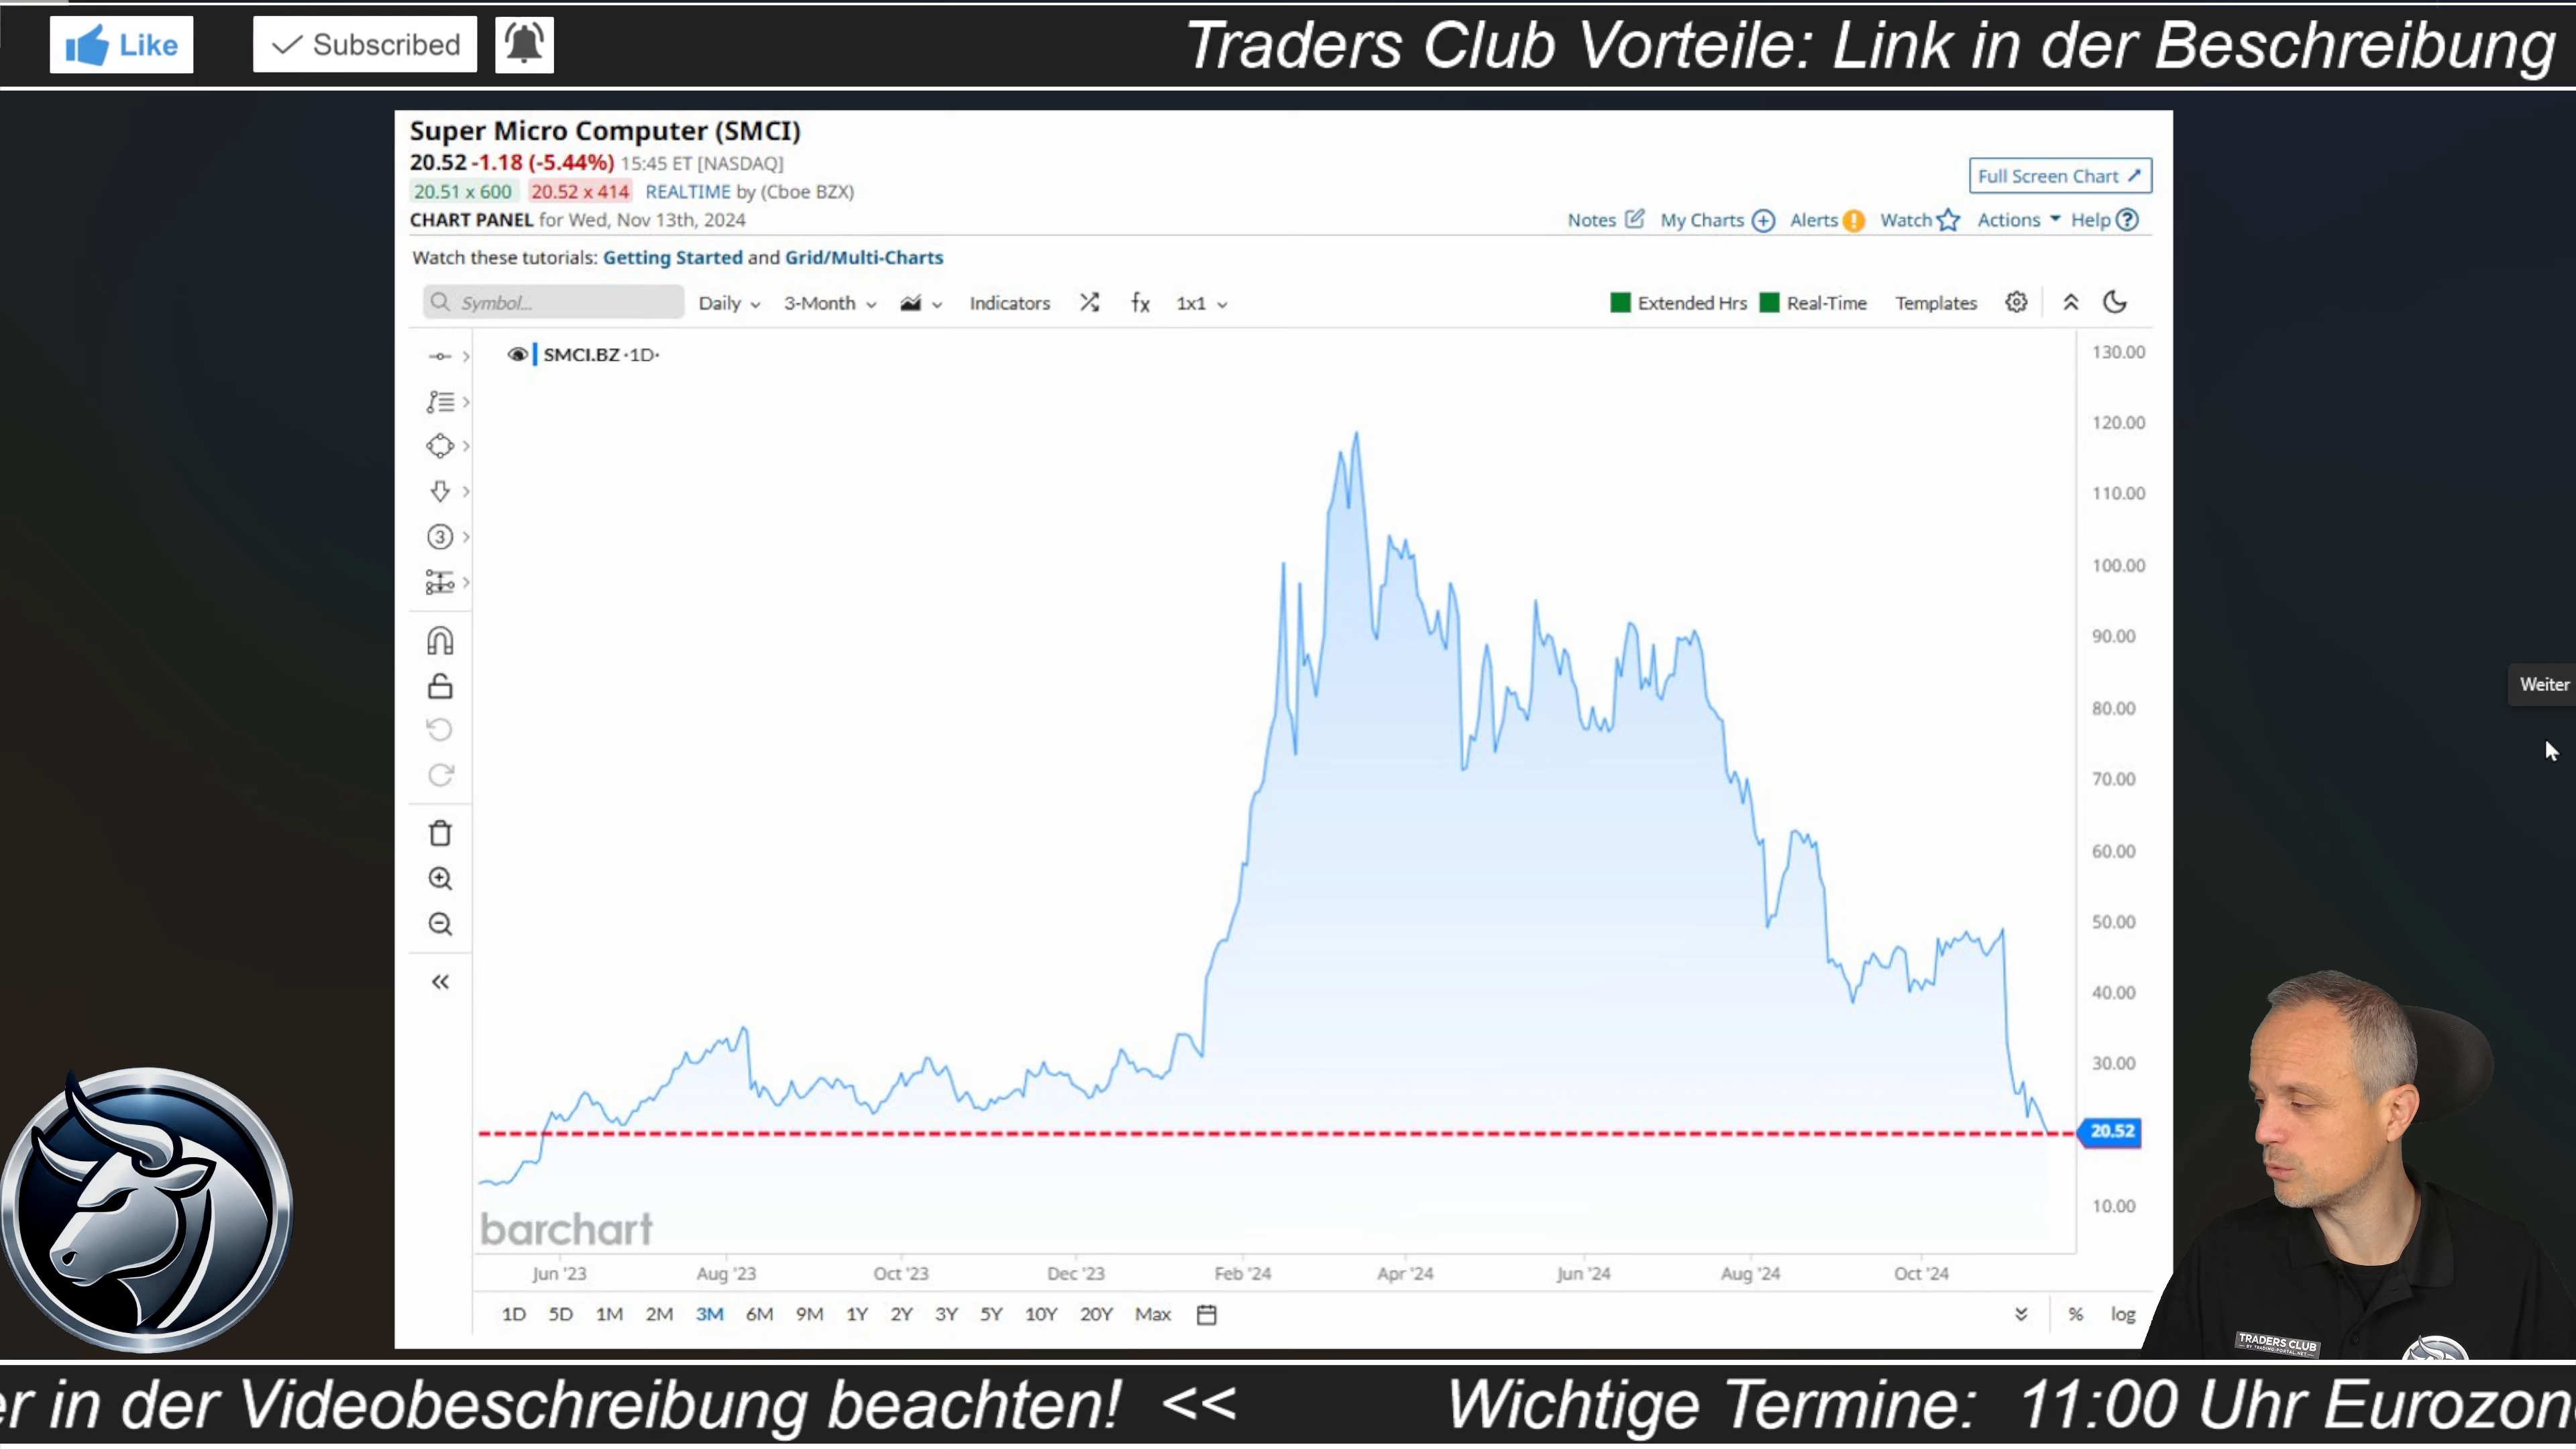 Like
Subscribed
Traders Club Vorteile: Link in der Beschreibung
Super Micro Computer (SMCI)
20.52 -1.18 (-5.44%) 15:45 ET [NASDAQ]
20.51 x 600 20.52 x 414 REALTIME by (Cboe BZX)
Full Screen Chart
CHART PANEL for Wed, Nov 13th, 2024
Notes My Charts Alerts Watch Actions Help
Watch these tutorials: Getting Started and Grid/Multi-Charts
Symbol... Daily 3-Month Indicators fx 1x1 Extended Hrs Real-Time Templates
SMCI.BZ ·1D·
130.00
120.00
110.00
100.00
90.00
80.00
70.00
60.00
50.00
40.00
30.00
20.52
10.00
3
Weiter
barchart
Jun '23 Aug '23 Oct '23 Dec '23 Feb '24 Apr '24 Jun '24 Aug '24 Oct '24
1D 5D 1M 2M 3M 6M 9M 1Y 2Y 3Y 5Y 10Y 20Y Max % log
TRADERS CLUB
er in der Videobeschreibung beachten! << Wichtige Termine: 11:00 Uhr Eurozon